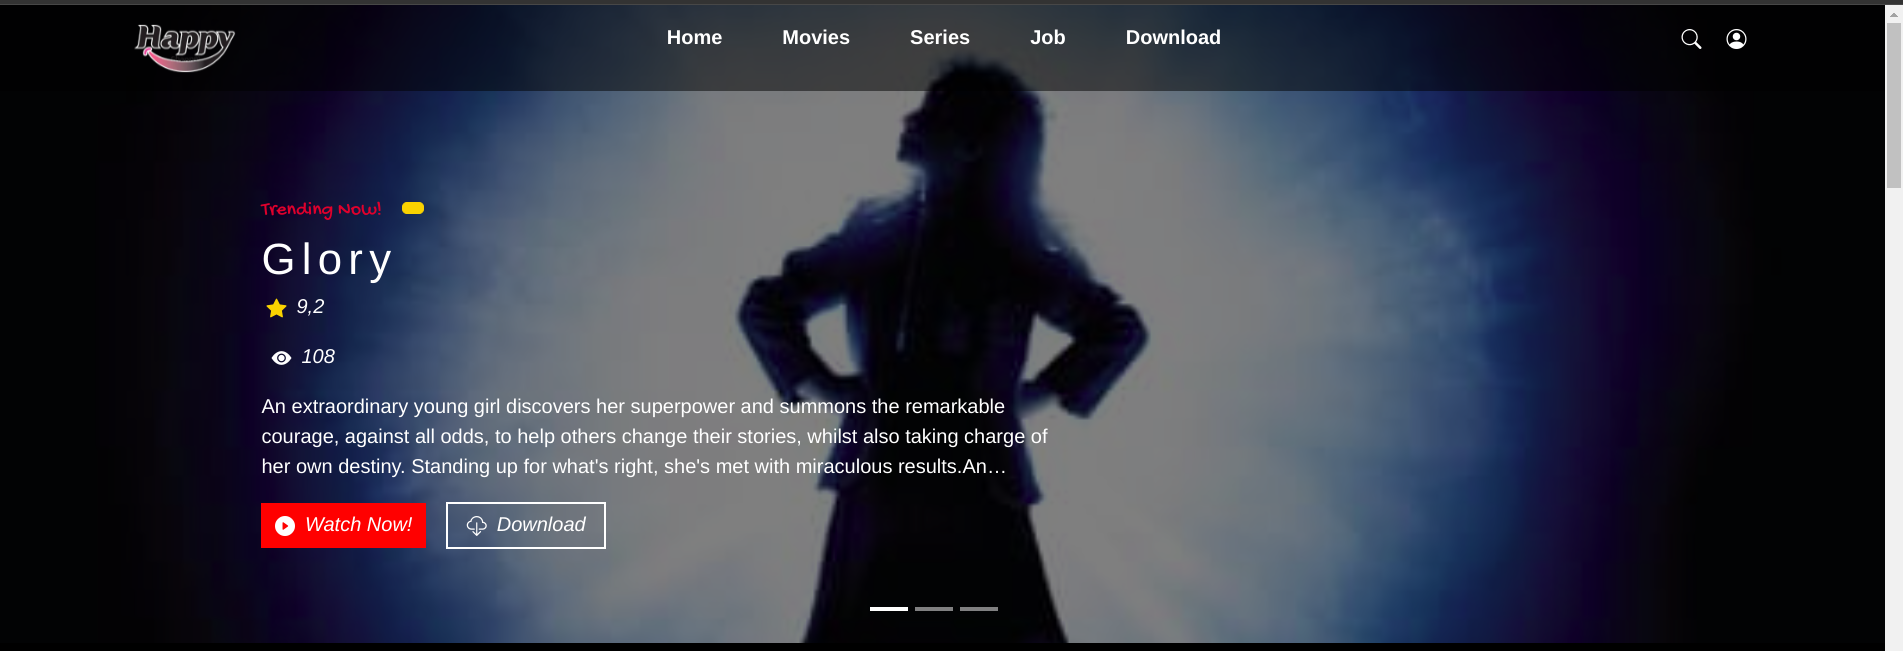 Happy
Home Movies Series Job Download
Trending Now!
Glory
9,2
108
An extraordinary young girl discovers her superpower and summons the remarkable
courage, against all odds, to help others change their stories, whilst also taking charge of
her own destiny. Standing up for what's right, she's met with miraculous results.An…
Watch Now! Download